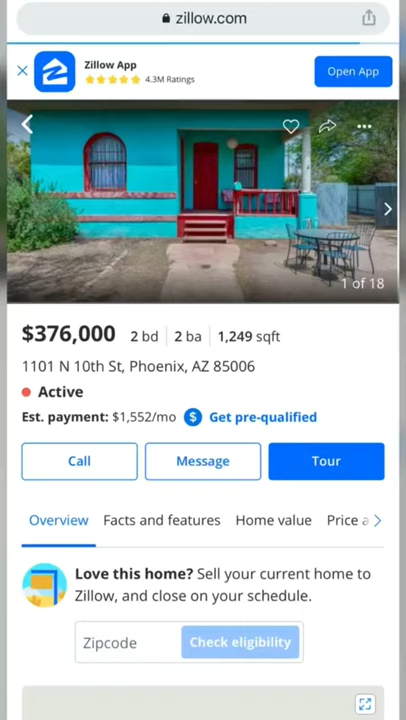 zillow.com
Zillow App
4.3M Ratings
Open App
1 of 18
$376,000 2 bd 2 ba 1,249 sqft
1101 N 10th St, Phoenix, AZ 85006
Active
Est. payment: $1,552/mo $ Get pre-qualified
Call Message Tour
Overview Facts and features Home value Price a
Love this home? Sell your current home to
Zillow, and close on your schedule.
Zipcode Check eligibility